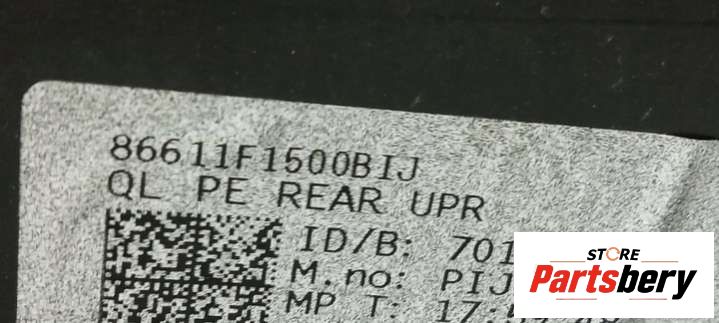 86611F1500BIJ
QL PE REAR UPR
ID/B: 701
M.no: PIJ
MP T: 17:
STORE
Partsbery